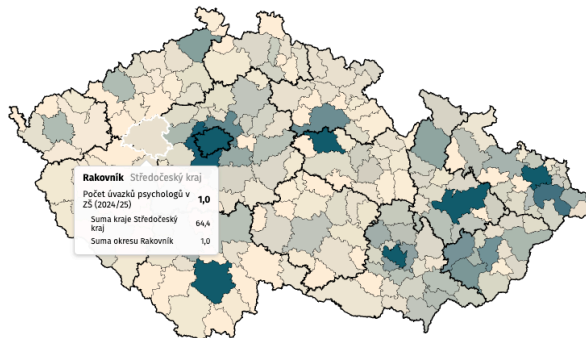 Rakovník Středočeský kraj
Počet úvazků psychologů v 1,0
ZŠ (2024/25)
Suma kraje Středočeský 64,4
kraj
Suma okresu Rakovník 1,0